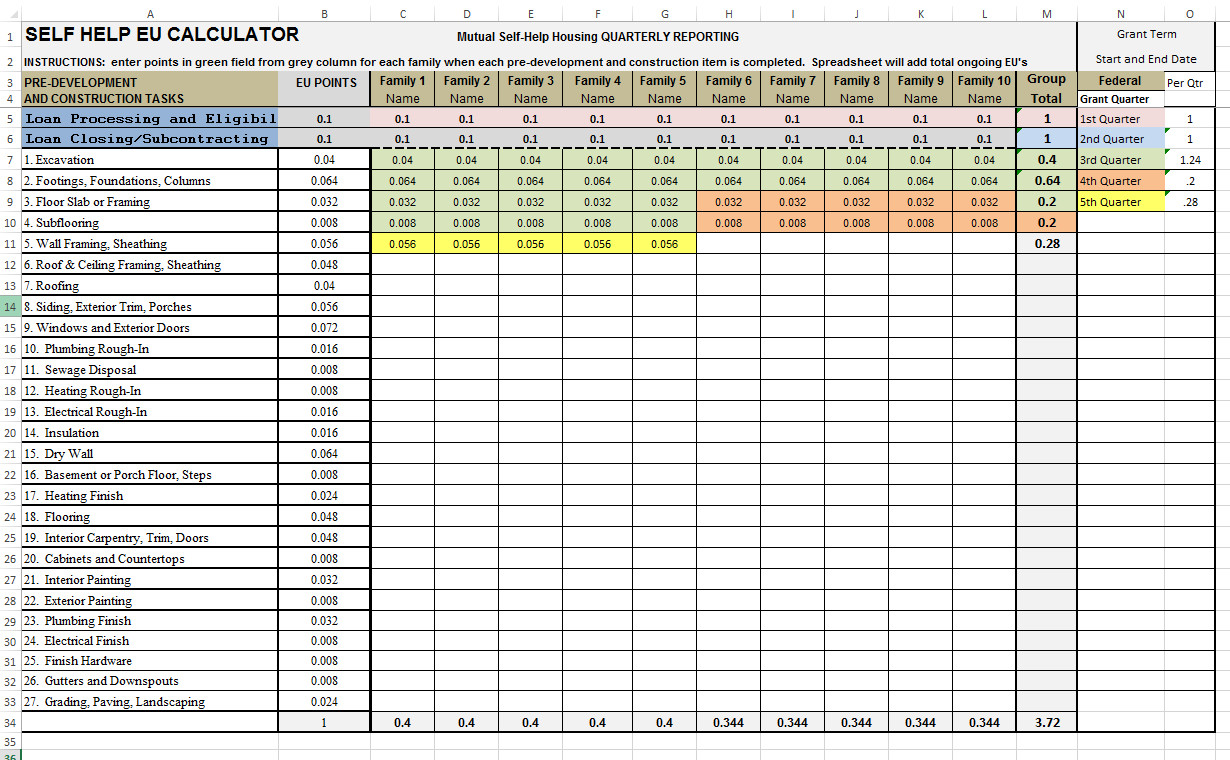 A B C D E F G H I J K L M N O
1 SELF HELP EU CALCULATOR Mutual Self-Help Housing QUARTERLY REPORTING Grant Term
2 INSTRUCTIONS: enter points in green field from grey column for each family when each pre-development and construction item is completed. Spreadsheet will add total ongoing EU's Start and End Date
3 PRE-DEVELOPMENT EU POINTS Family 1 Family 2 Family 3 Family 4 Family 5 Family 6 Family 7 Family 8 Family 9 Family 10 Group Federal Per Qtr
4 AND CONSTRUCTION TASKS Name Name Name Name Name Name Name Name Name Name Total Grant Quarter
5 Loan Processing and Eligibil 0.1 0.1 0.1 0.1 0.1 0.1 0.1 0.1 0.1 0.1 0.1 1 1st Quarter 1
6 Loan Closing/Subcontracting 0.1 0.1 0.1 0.1 0.1 0.1 0.1 0.1 0.1 0.1 0.1 1 2nd Quarter 1
7 1. Excavation 0.04 0.04 0.04 0.04 0.04 0.04 0.04 0.04 0.04 0.04 0.04 0.4 3rd Quarter 1.24
8 2. Footings, Foundations, Columns 0.064 0.064 0.064 0.064 0.064 0.064 0.064 0.064 0.064 0.064 0.064 0.64 4th Quarter .2
9 3. Floor Slab or Framing 0.032 0.032 0.032 0.032 0.032 0.032 0.032 0.032 0.032 0.032 0.032 0.2 5th Quarter .28
10 4. Subflooring 0.008 0.008 0.008 0.008 0.008 0.008 0.008 0.008 0.008 0.008 0.008 0.2
11 5. Wall Framing, Sheathing 0.056 0.056 0.056 0.056 0.056 0.056 0.28
12 6. Roof & Ceiling Framing, Sheathing 0.048
13 7. Roofing 0.04
14 8. Siding, Exterior Trim, Porches 0.056
15 9. Windows and Exterior Doors 0.072
16 10. Plumbing Rough-In 0.016
17 11. Sewage Disposal 0.008
18 12. Heating Rough-In 0.008
19 13. Electrical Rough-In 0.016
20 14. Insulation 0.016
21 15. Dry Wall 0.064
22 16. Basement or Porch Floor, Steps 0.008
23 17. Heating Finish 0.024
24 18. Flooring 0.048
25 19. Interior Carpentry, Trim, Doors 0.048
26 20. Cabinets and Countertops 0.008
27 21. Interior Painting 0.032
28 22. Exterior Painting 0.008
29 23. Plumbing Finish 0.032
30 24. Electrical Finish 0.008
31 25. Finish Hardware 0.008
32 26. Gutters and Downspouts 0.008
33 27. Grading, Paving, Landscaping 0.024
34 1 0.4 0.4 0.4 0.4 0.4 0.344 0.344 0.344 0.344 0.344 3.72
35
36